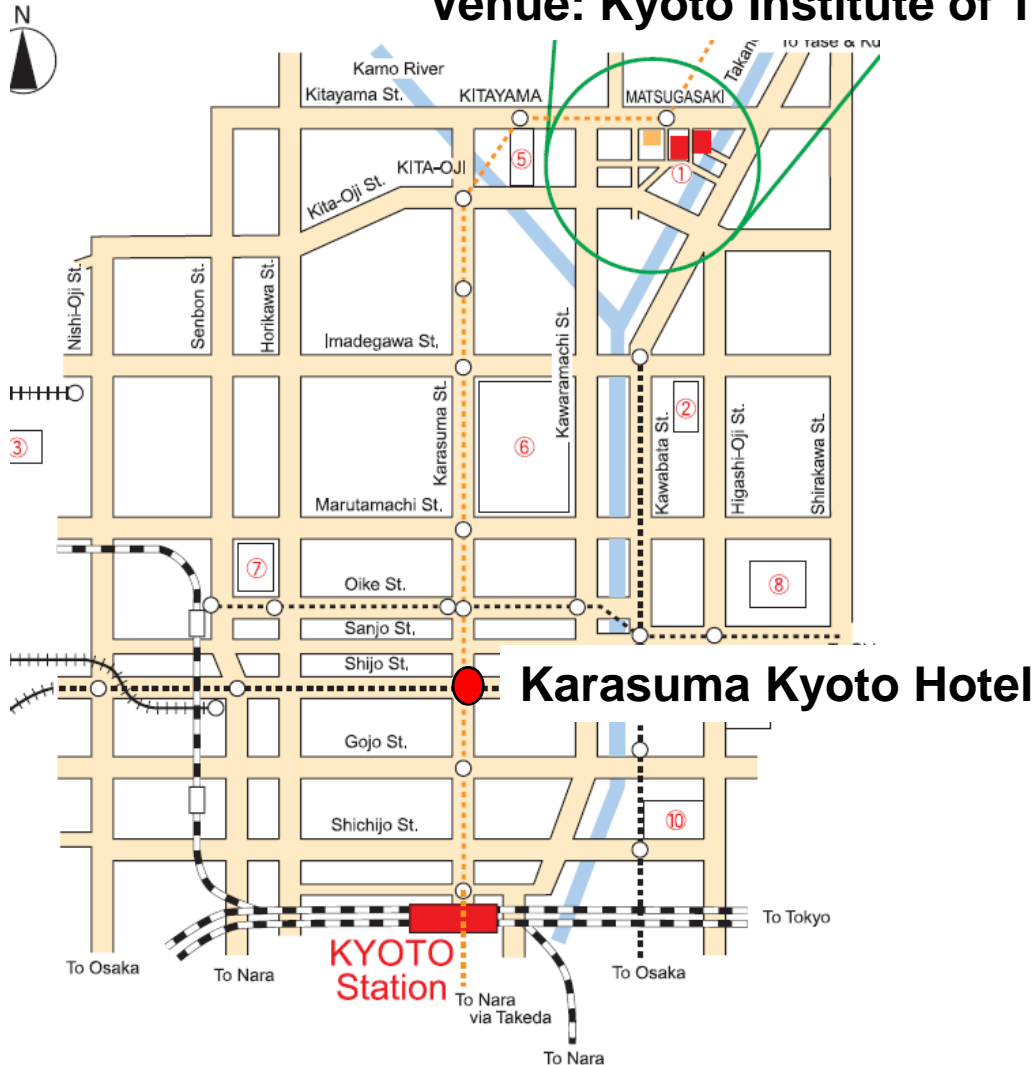 Venue: Kyoto Institute of T
N
To Yase & Ku
Kamo River
Takano
Kitayama St.
KITAYAMA
MATSUGASAKI
KITA-OJI
⑤
①
Kita-Oji St.
Nishi-Oji St.
Senbon St.
Horikawa St.
Imadegawa St.
Kawaramachi St.
Karasuma St.
②
③
⑥
Kawabata St.
Higashi-Oji St.
Shirakawa St.
Marutamachi St.
⑦
Oike St.
⑧
Sanjo St.
Shijo St.
Karasuma Kyoto Hotel
Gojo St.
Shichijo St.
⑩
To Tokyo
KYOTO
Station
To Osaka
To Nara
To Nara
via Takeda
To Osaka
To Nara